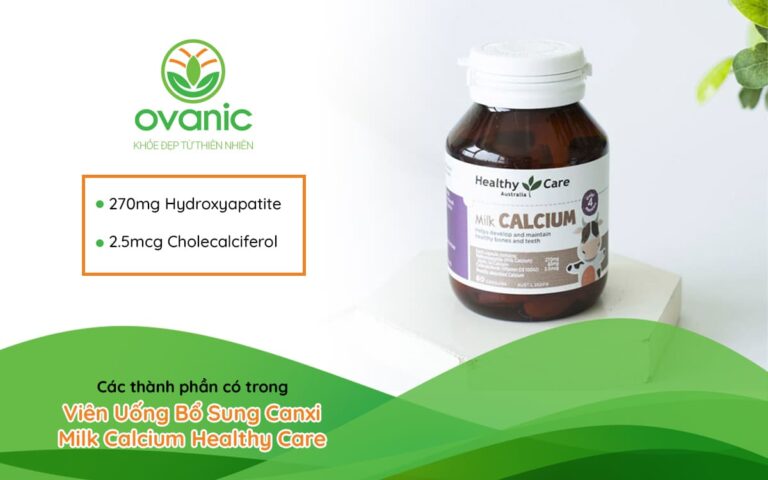 ovanic
KHỎE ĐẸP TỪ THIÊN NHIÊN
270mg Hydroxyapatite
2.5mcg Cholecalciferol
Healthy Care
Australia
Milk CALCIUM
Helps develop and maintain
healthy bones and teeth
60 CAPSULES
Các thành phần có trong
Viên Uống Bổ Sung Canxi
Milk Calcium Healthy Care